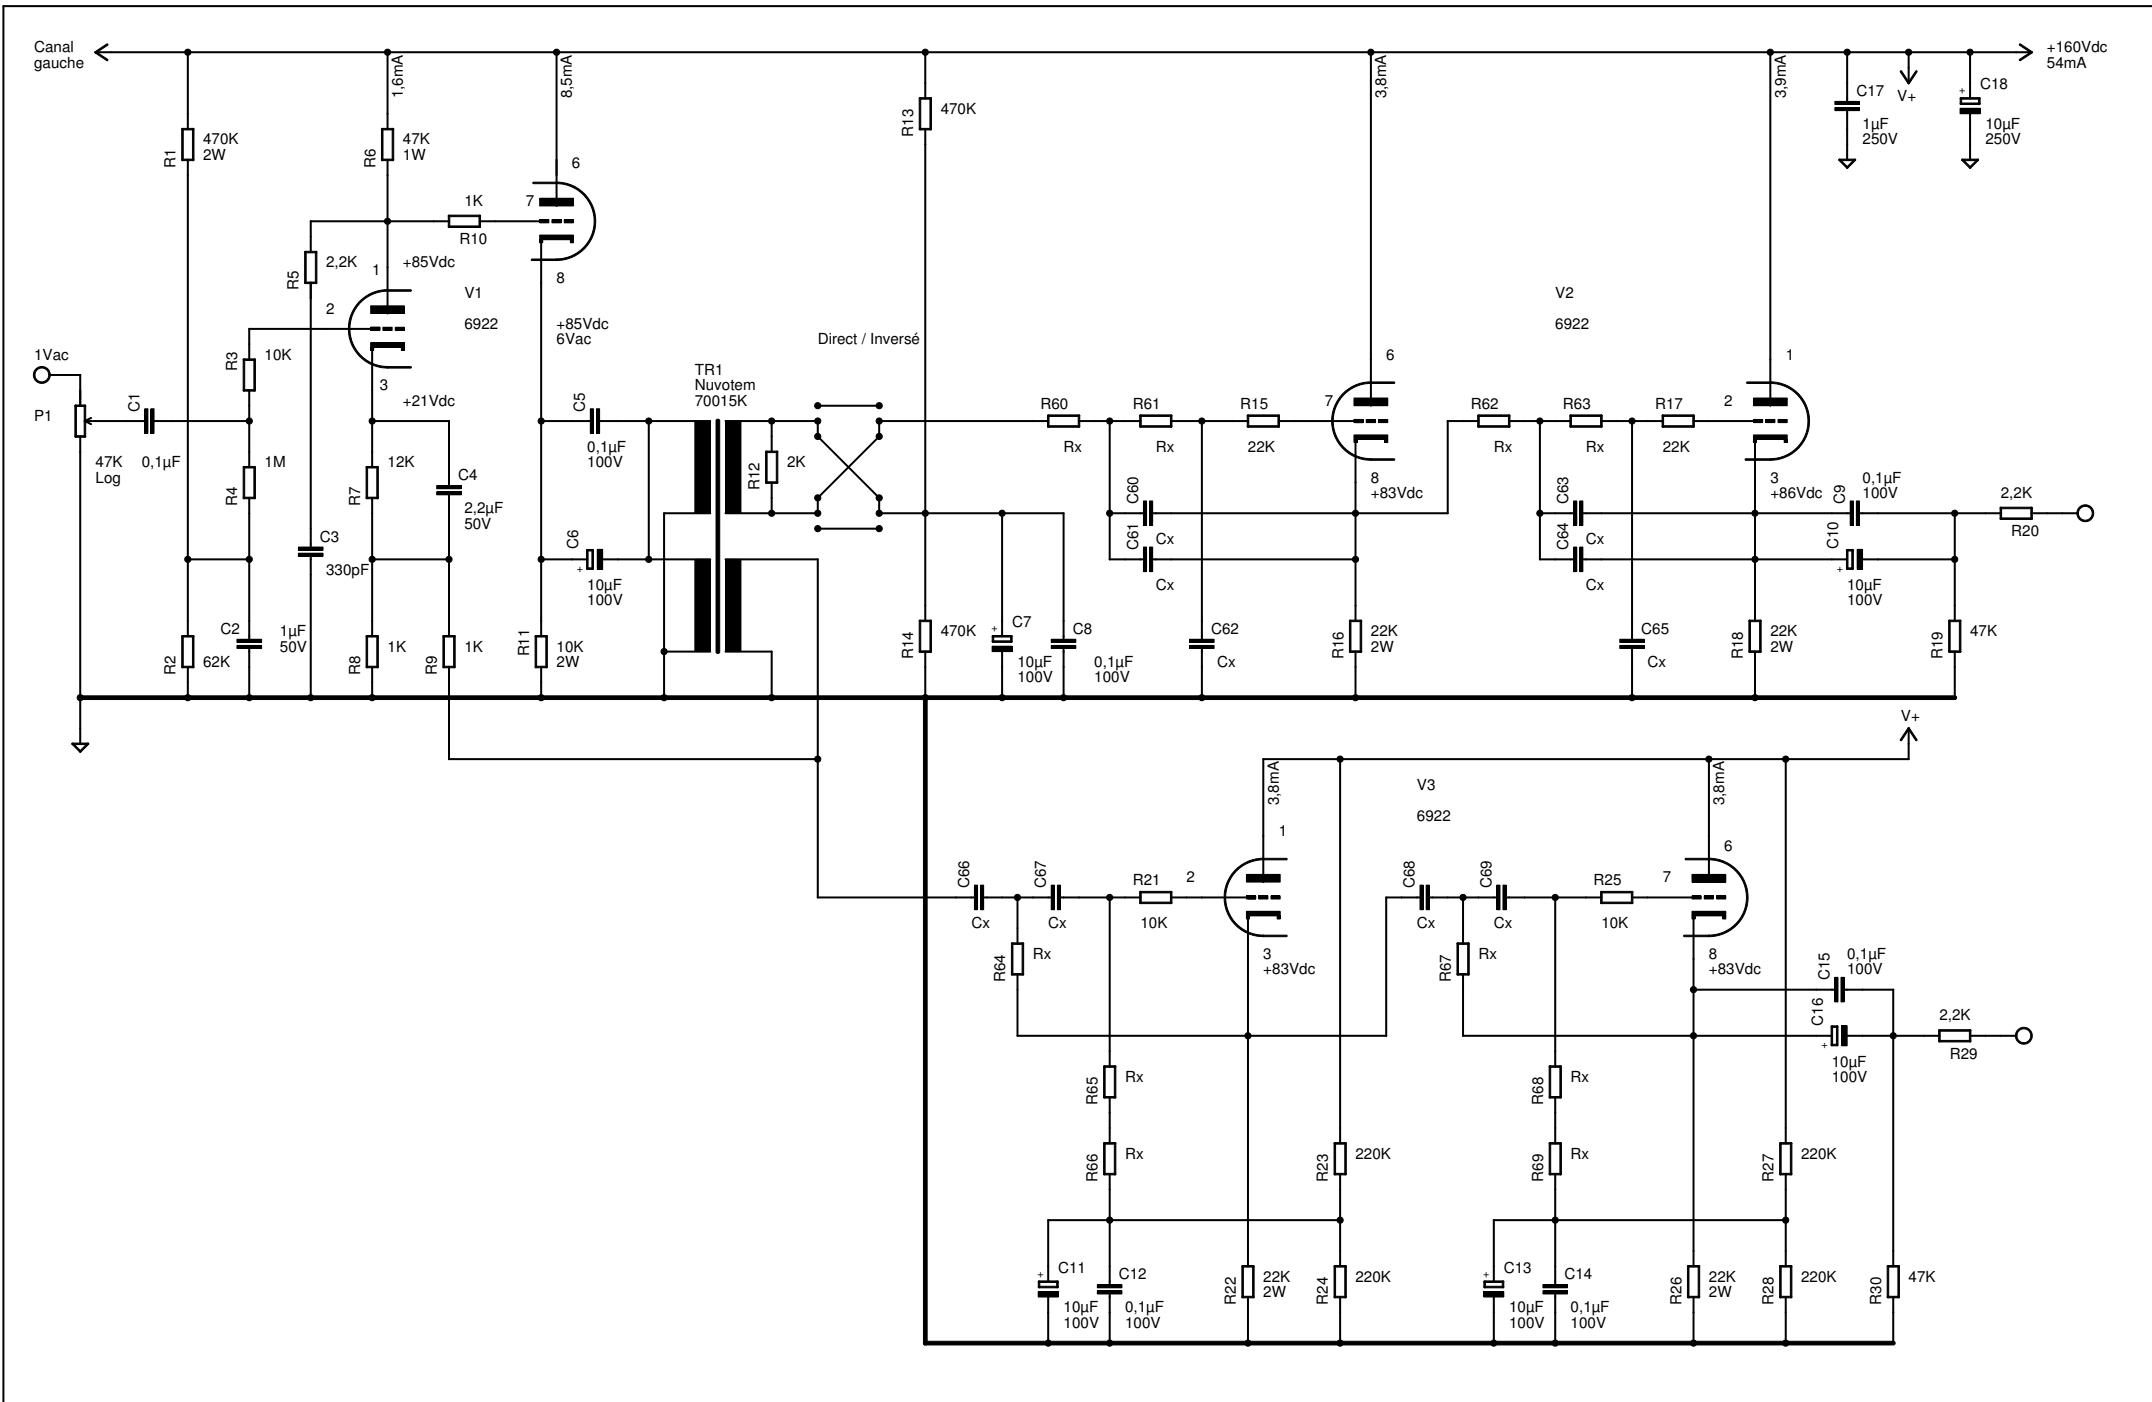 Canal
gauche
+160Vdc
54mA
1,6mA
8,5mA
3,8mA
3,9mA
R1
470K
2W
R6
47K
1W
R13
470K
C17
1µF
250V
V+
+
C18
10µF
250V
6
7
1K
R10
R5
2,2K
1
+85Vdc
8
2
V1
6922
+85Vdc
6Vac
V2
6922
1Vac
P1
47K
Log
C1
0,1µF
R3
10K
3
+21Vdc
TR1
Nuvotem
70015K
Direct / Inversé
6
1
R4
1M
R7
12K
C4
2,2µF
50V
C5
0,1µF
100V
R12
2K
R60
Rx
R61
Rx
R15
22K
7
8
+83Vdc
R62
Rx
R63
Rx
R17
22K
2
3
+86Vdc
C9
0,1µF
100V
2,2K
R20
C3
330pF
C6
+
10µF
100V
C60
Cx
C61
Cx
C63
Cx
C64
Cx
C10
+
10µF
100V
R2
62K
C2
1µF
50V
R8
1K
R9
1K
R11
10K
2W
R14
470K
+
C7
10µF
100V
C8
0,1µF
100V
C62
Cx
R16
22K
2W
C65
Cx
R18
22K
2W
R19
47K
V+
3,8mA
3,8mA
V3
6922
1
6
C66
Cx
C67
Cx
R21
10K
2
C68
Cx
C69
Cx
R25
10K
7
R64
Rx
3
+83Vdc
R67
Rx
8
+83Vdc
C15
0,1µF
100V
C16
+
10µF
100V
2,2K
R29
R65
Rx
R68
Rx
R66
Rx
R23
220K
R69
Rx
R27
220K
+
C11
10µF
100V
C12
0,1µF
100V
R22
22K
2W
R24
220K
+
C13
10µF
100V
C14
0,1µF
100V
R26
22K
2W
R28
220K
R30
47K